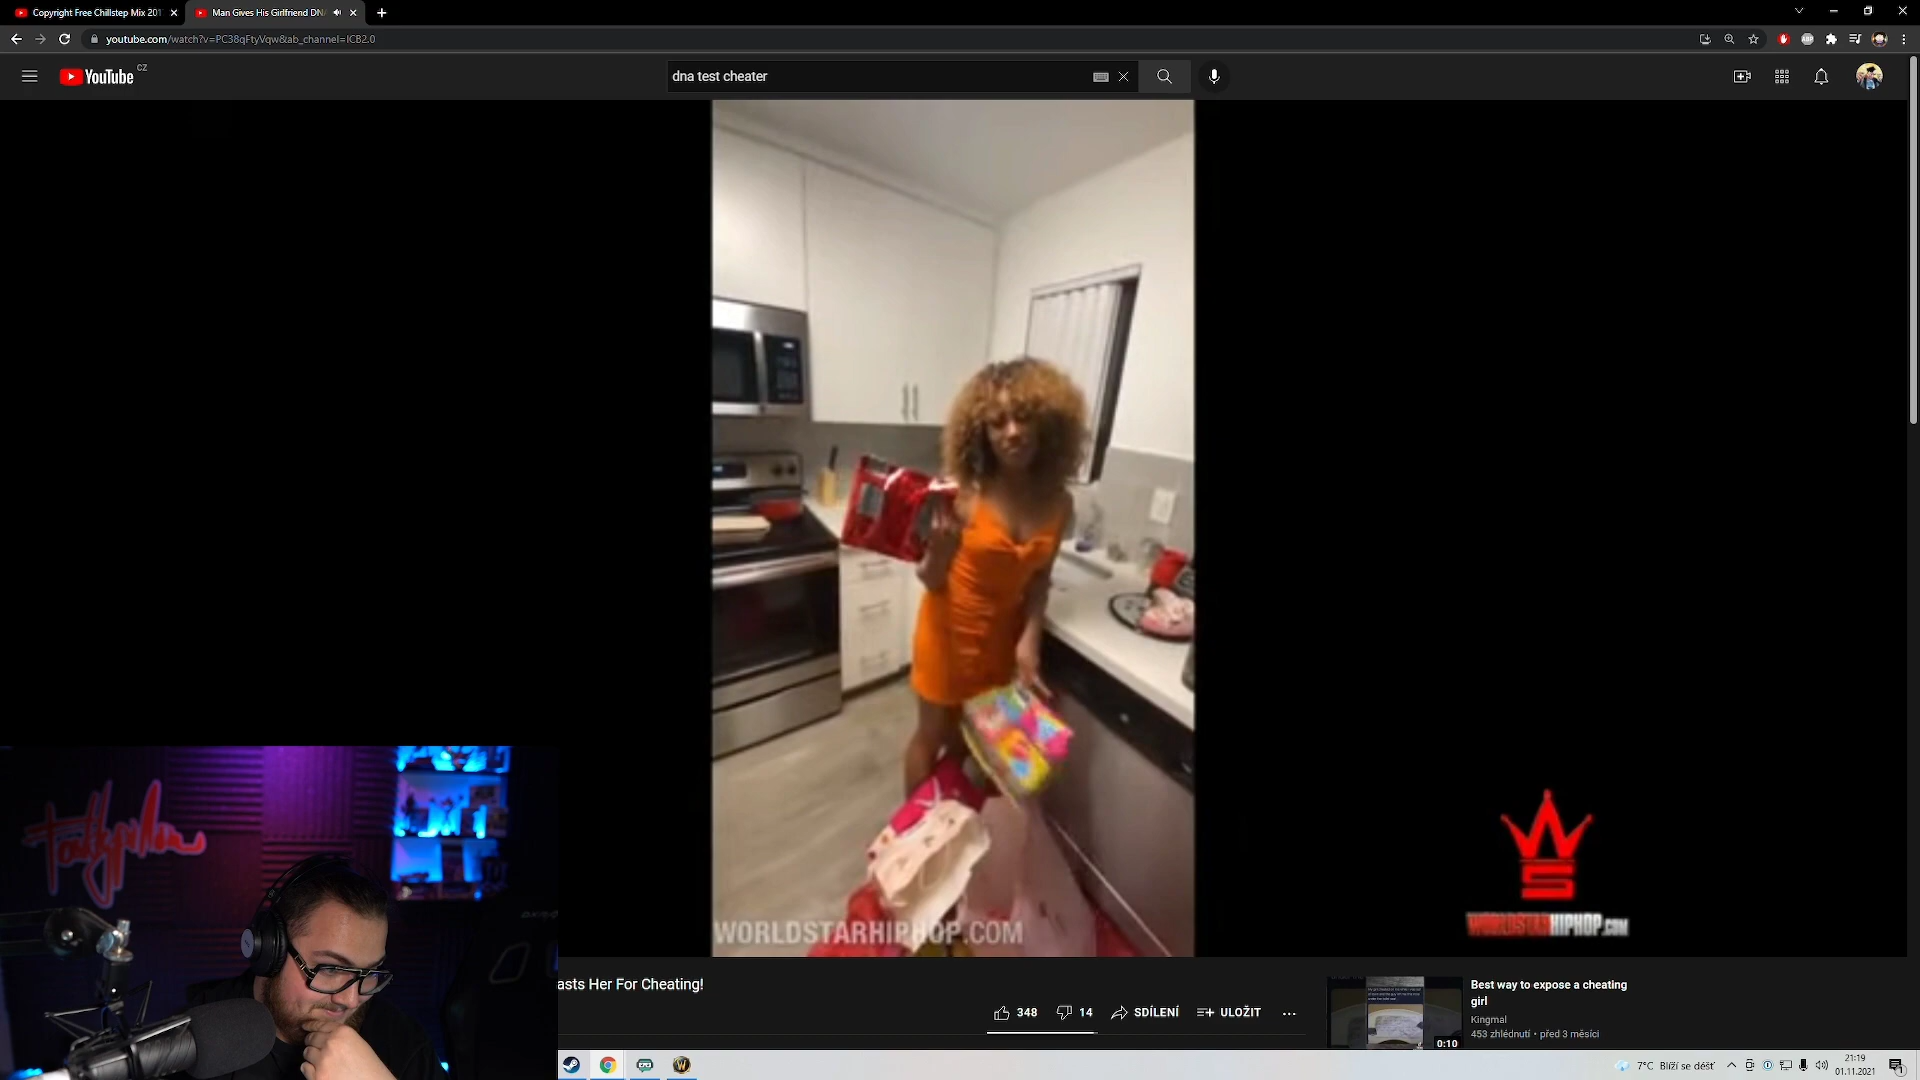 Copyright Free Chillstep Mix 201
Man Gives His Girlfriend DN
youtube.com/watch?v=PC38qFtyVqw&ab_channel=ICB2.0
YouTube CZ
dna test cheater
WORLDSTARHIPHOP.COM
WORLDSTARHIPHOP.COM
asts Her For Cheating!
348
14
SDÍLENÍ
ULOŽIT
Best way to expose a cheating
girl
Kingmal
453 zhlédnutí • před 3 měsíci
0:10
7°C Blíží se déšť
21:19
01.11.2021